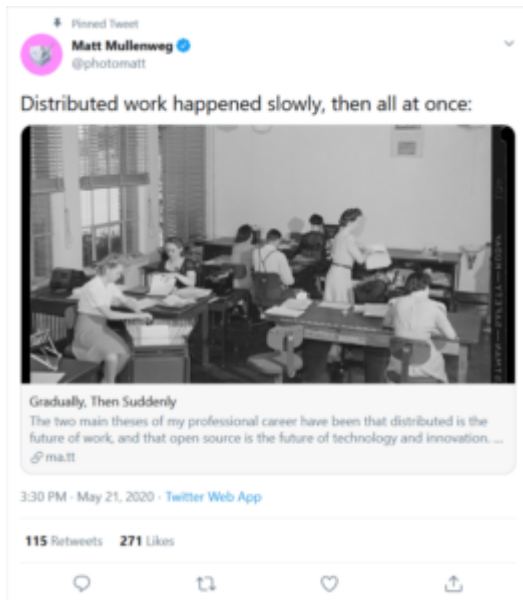 Pinned Tweet
Matt Mullenweg
@photomatt
Distributed work happened slowly, then all at once:
Gradually, Then Suddenly
The two main theses of my professional career have been that distributed is the
future of work, and that open source is the future of technology and innovation. ...
ma.tt
3:30 PM · May 21, 2020 · Twitter Web App
115 Retweets 271 Likes